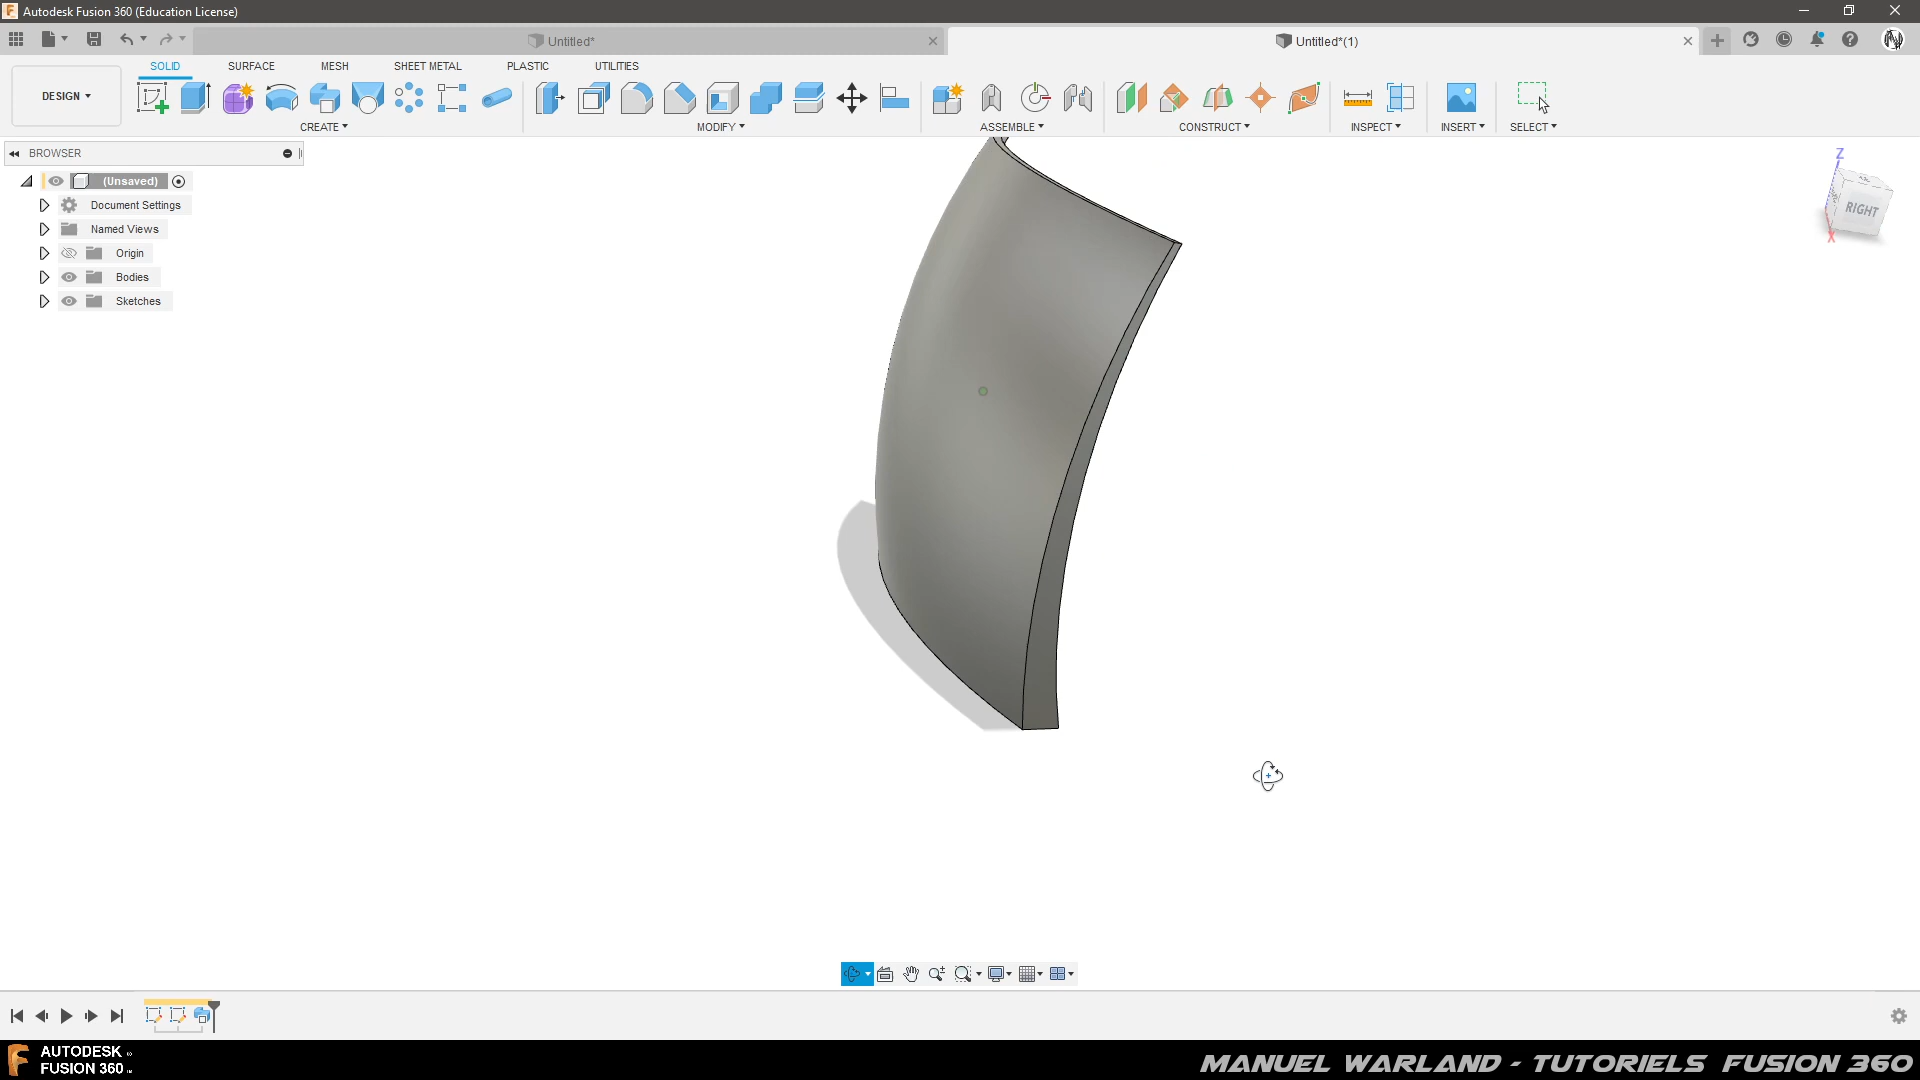 Autodesk Fusion 360 (Education License)
Untitled*
Untitled*(1)
DESIGN
SOLID
SURFACE
MESH
SHEET METAL
PLASTIC
UTILITIES
CREATE
MODIFY
ASSEMBLE
CONSTRUCT
INSPECT
INSERT
SELECT
BROWSER
(Unsaved)
Document Settings
Named Views
Origin
Bodies
Sketches
Z
RIGHT
X
AUTODESK
FUSION 360
MANUEL WARLAND - TUTORIELS FUSION 360